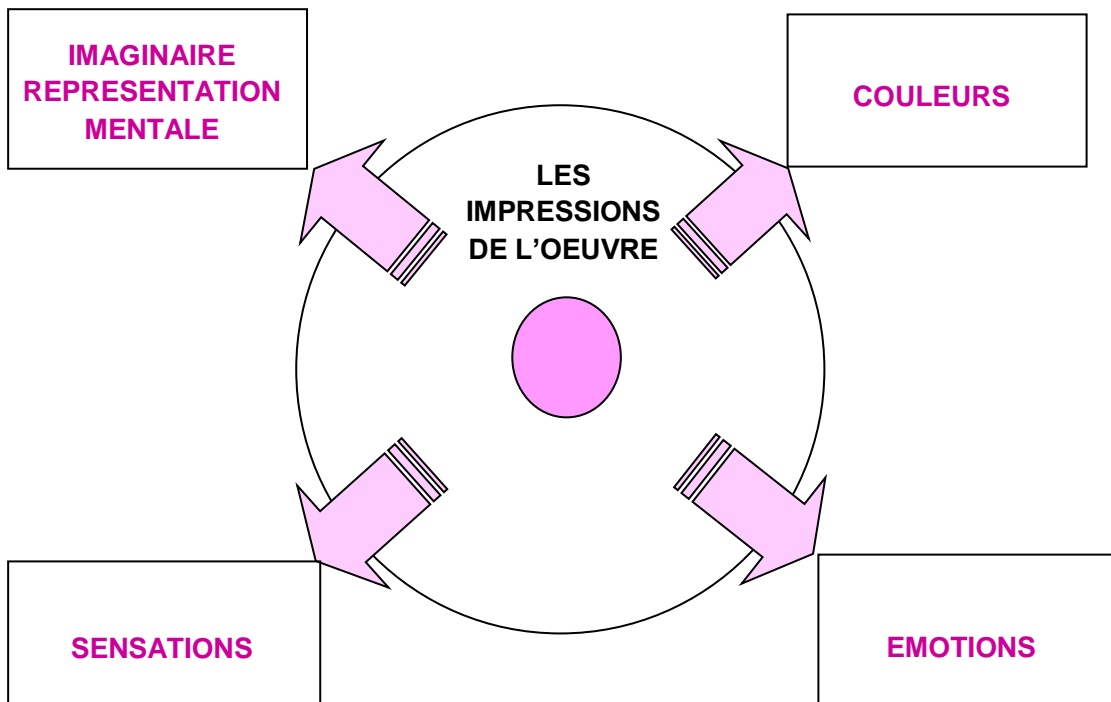 IMAGINAIRE
REPRESENTATION
MENTALE
COULEURS
LES
IMPRESSIONS
DE L’OEUVRE
SENSATIONS
EMOTIONS